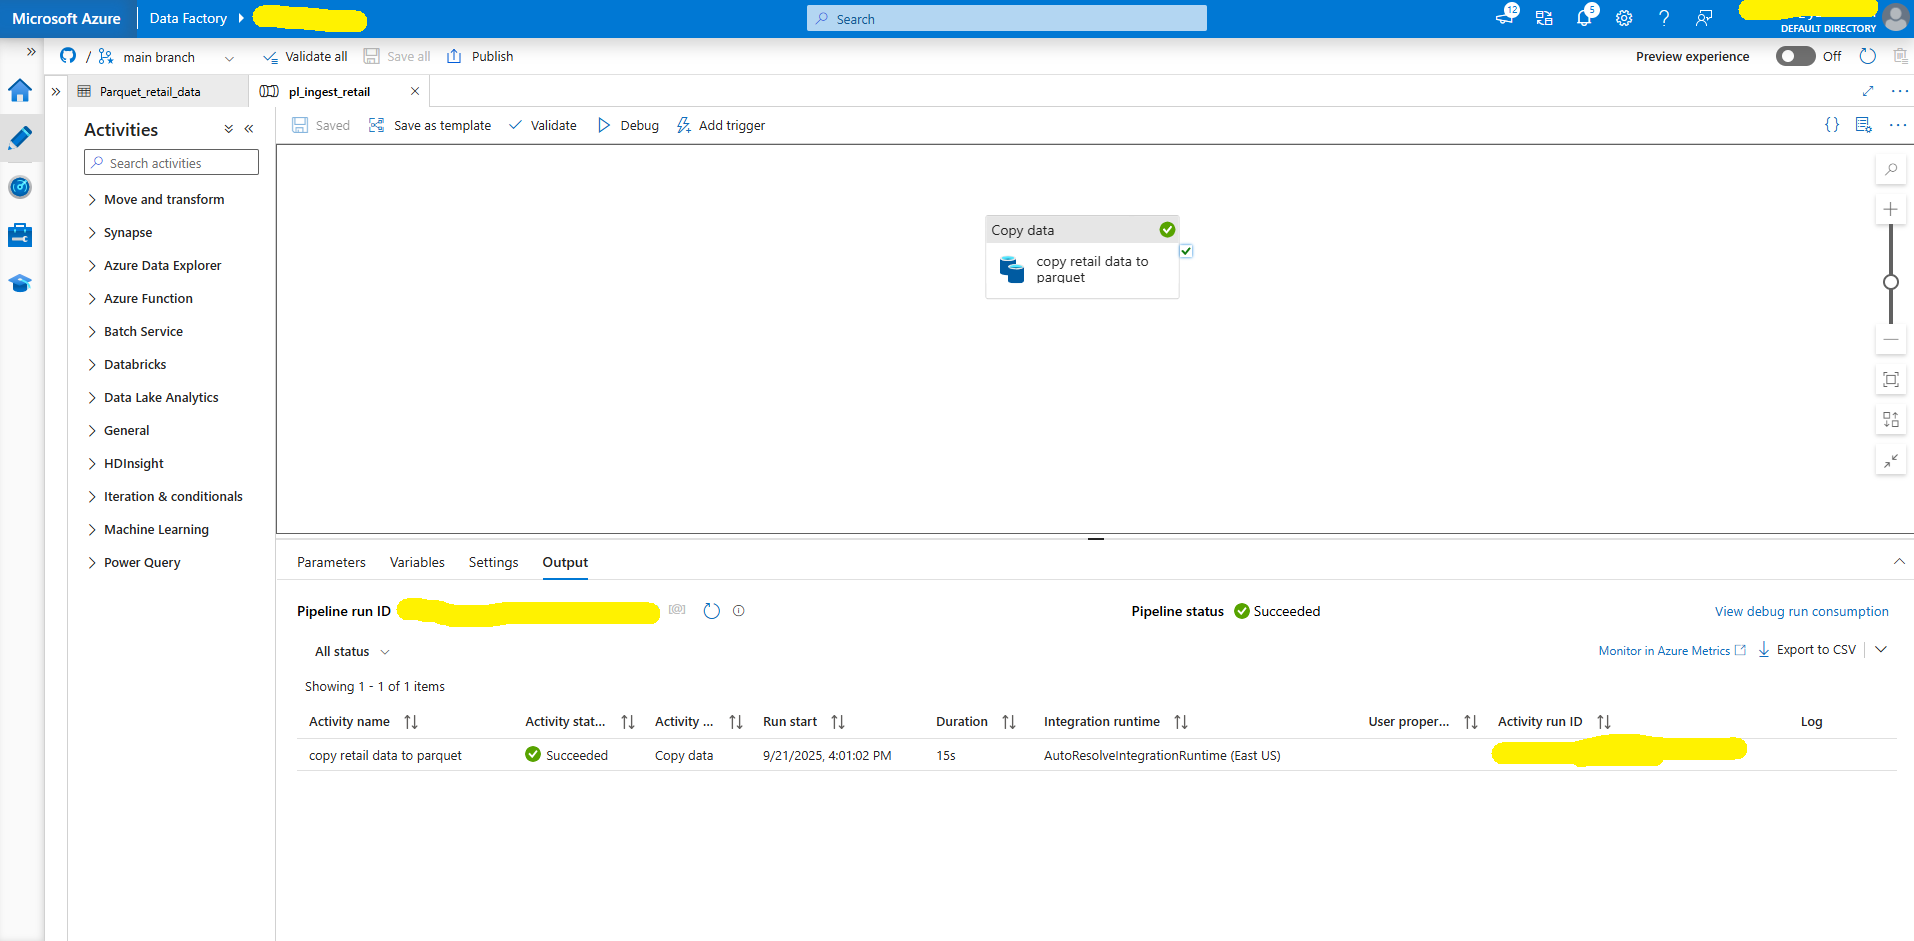 Microsoft Azure
Data Factory
Search
12
5
DEFAULT DIRECTORY
/ main branch
Validate all
Save all
Publish
Preview experience
Off
Parquet_retail_data
pl_ingest_retail
Activities
Search activities
Move and transform
Synapse
Azure Data Explorer
Azure Function
Batch Service
Databricks
Data Lake Analytics
General
HDInsight
Iteration & conditionals
Machine Learning
Power Query
Saved
Save as template
Validate
Debug
Add trigger
{}
Copy data
copy retail data to
parquet
Parameters
Variables
Settings
Output
Pipeline run ID
Pipeline status
Succeeded
View debug run consumption
All status
Monitor in Azure Metrics
Export to CSV
Showing 1 - 1 of 1 items
Activity name
Activity stat...
Activity ...
Run start
Duration
Integration runtime
User proper...
Activity run ID
Log
copy retail data to parquet
Succeeded
Copy data
9/21/2025, 4:01:02 PM
15s
AutoResolveIntegrationRuntime (East US)